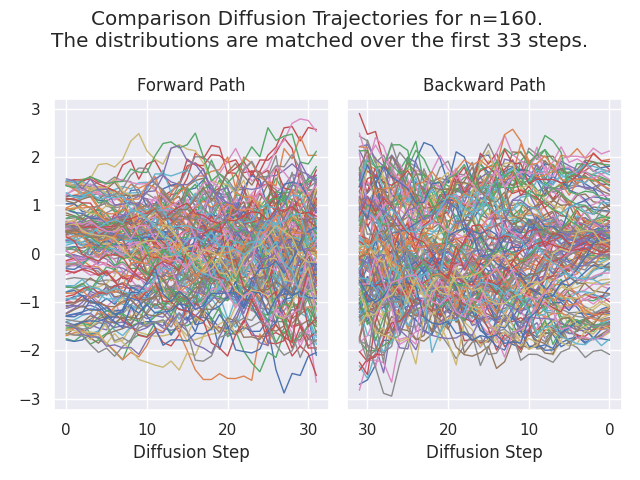 Comparison Diffusion Trajectories for n=160.
The distributions are matched over the first 33 steps.
Forward Path
Backward Path
3
2
1
0
−1
−2
−3
0 10 20 30
30 20 10 0
Diffusion Step
Diffusion Step